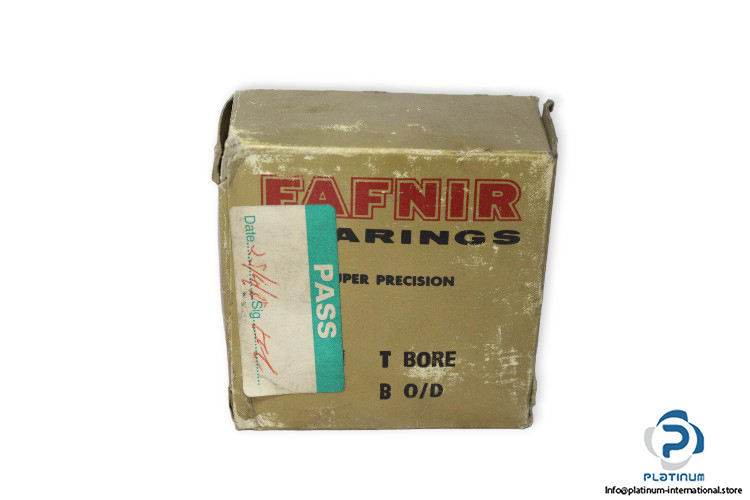 FAFNIR
ARINGS
UPER PRECISION
T BORE
B O/D
PASS
Date
Sig.
PLATINUM
Info@platinum-international.store